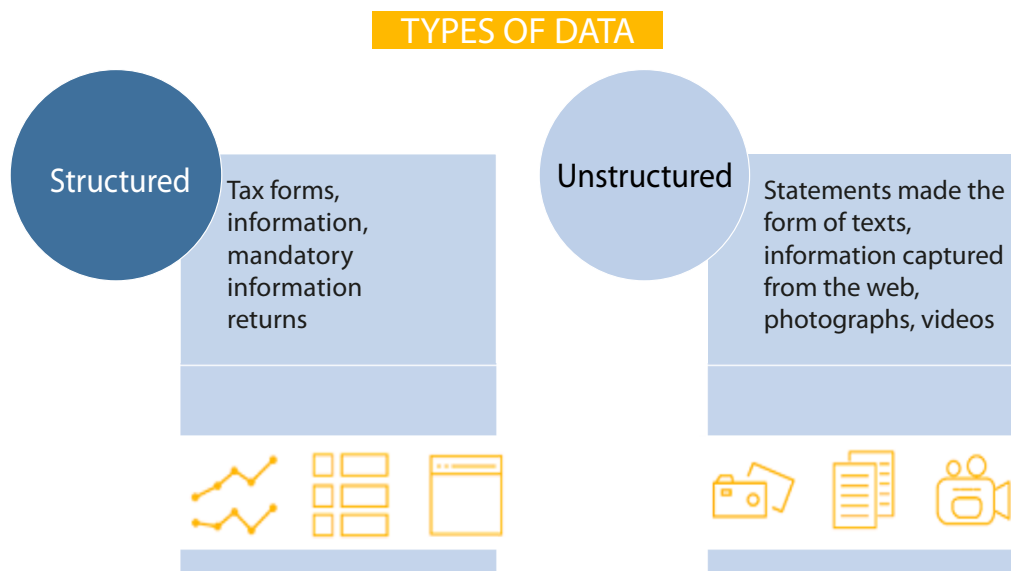 TYPES OF DATA
Structured
Tax forms,
information,
mandatory
information
returns
Unstructured
Statements made the
form of texts,
information captured
from the web,
photographs, videos